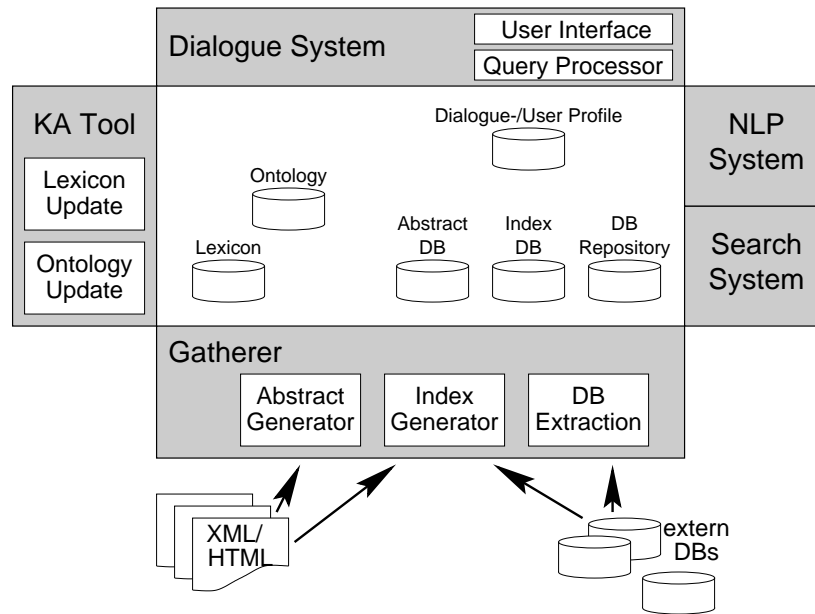 Dialogue System
User Interface
Query Processor
KA Tool
Lexicon
Update
Ontology
Update
Dialogue-/User Profile
Ontology
Lexicon
Abstract
DB
Index
DB
DB
Repository
NLP
System
Search
System
Gatherer
Abstract
Generator
Index
Generator
DB
Extraction
XML/
HTML
extern
DBs